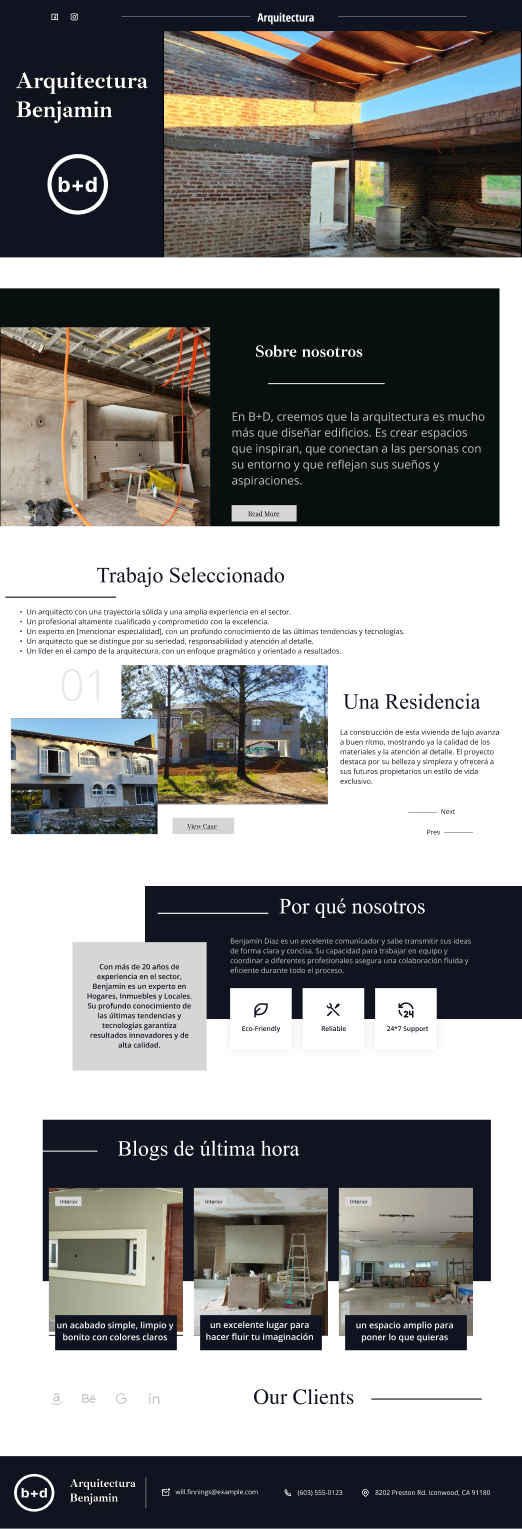 Arquitectura
Arquitectura
Benjamin
b+d
Sobre nosotros
En B+D, creemos que la arquitectura es mucho
más que diseñar edificios. Es crear espacios
que inspiran, que conectan a las personas con
su entorno y que reflejan sus sueños y
aspiraciones.
Read More
Trabajo Seleccionado
• Un arquitecto con una trayectoria sólida y una amplia experiencia en el sector.
• Un profesional altamente cualificado y comprometido con la excelencia.
• Un experto en [mencionar especialidad], con un profundo conocimiento de las últimas tendencias y tecnologías.
• Un arquitecto que se distingue por su seriedad, responsabilidad y atención al detalle.
• Un líder en el campo de la arquitectura, con un enfoque pragmático y orientado a resultados.
01
Una Residencia
La construcción de esta vivienda de lujo avanza
a buen ritmo, mostrando ya la calidad de los
materiales y la atención al detalle. El proyecto
destaca por su belleza y simpleza y ofrecerá a
sus futuros propietarios un estilo de vida
exclusivo.
Next
View Case
Prev
Por qué nosotros
Benjamín Diaz es un excelente comunicador y sabe transmitir sus ideas
de forma clara y concisa. Su capacidad para trabajar en equipo y
coordinar a diferentes profesionales asegura una colaboración fluida y
eficiente durante todo el proceso.
Con más de 20 años de
experiencia en el sector,
Benjamin es un experto en
Hogares, Inmuebles y Locales.
Su profundo conocimiento de
las últimas tendencias y
tecnologías garantiza
resultados innovadores y de
alta calidad.
24
Eco-Friendly
Reliable
24*7 Support
Blogs de última hora
Interior
Interior
Interior
un acabado simple, limpio y
bonito con colores claros
un excelente lugar para
hacer fluir tu imaginación
un espacio amplio para
poner lo que quieras
a
Bē
G
in
Our Clients
b+d
Arquitectura
Benjamin
will.finnings@example.com
(603) 555-0123
8202 Preston Rd. Iconwood, CA 91180